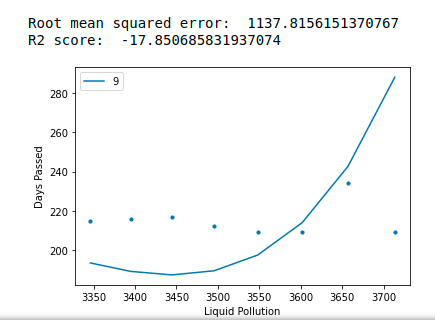 Root mean squared error:  1137.8156151370767
R2 score:  -17.850685831937074
9
280
260
240
220
200
Days Passed
3350 3400 3450 3500 3550 3600 3650 3700
Liquid Pollution